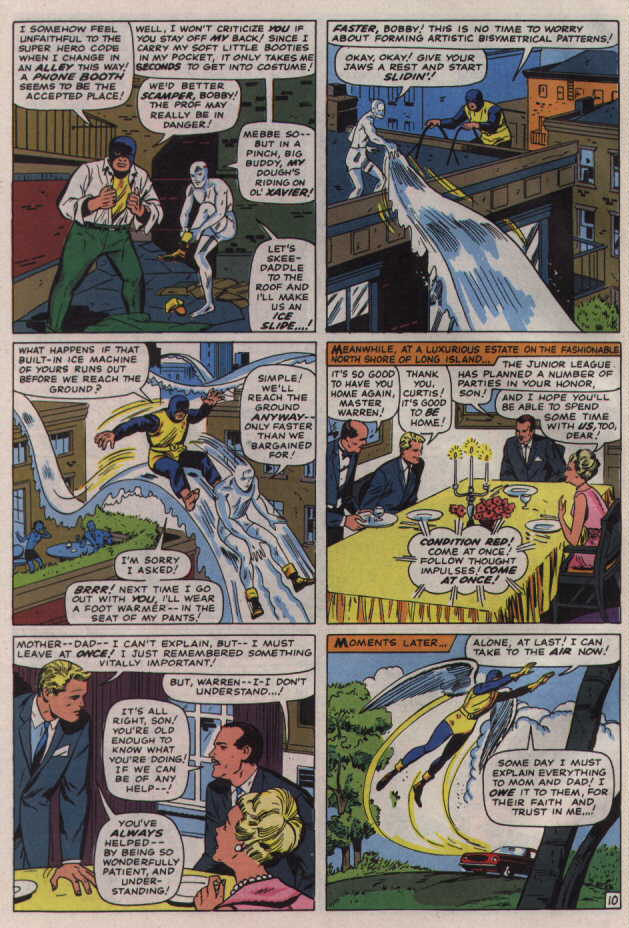 I SOMEHOW FEEL
UNFAITHFUL TO THE
SUPER HERO CODE
WHEN I CHANGE IN
AN ALLEY THIS WAY!
A PHONE BOOTH
SEEMS TO BE THE
ACCEPTED PLACE!
WELL, I WON'T CRITICIZE YOU IF
YOU STAY OFF MY BACK! SINCE I
CARRY MY SOFT LITTLE BOOTIES
IN MY POCKET, IT ONLY TAKES ME
SECONDS TO GET INTO COSTUME!
WE'D BETTER
SCAMPER, BOBBY!
THE PROF MAY
REALLY BE IN
DANGER!
MEBBE SO--
BUT IN A
PINCH, BIG
BUDDY, MY
DOUGH'S
RIDING ON
OL' XAVIER!
LET'S
SKEE-
DADDLE
TO THE
ROOF AND
I'LL MAKE
US AN
ICE
SLIDE...!
FASTER, BOBBY! THIS IS NO TIME TO WORRY
ABOUT FORMING ARTISTIC BISYMETRICAL PATTERNS!
OKAY, OKAY! GIVE YOUR
JAWS A REST AND START
SLIDIN'!
WHAT HAPPENS IF THAT
BUILT-IN ICE MACHINE
OF YOURS RUNS OUT
BEFORE WE REACH THE
GROUND?
SIMPLE!
WE'LL
REACH THE
GROUND
ANYWAY--
ONLY FASTER
THAN WE
BARGAINED
FOR!
I'M SORRY
I ASKED!
BRRR! NEXT TIME I GO
OUT WITH YOU, I'LL WEAR
A FOOT WARMER--IN THE
SEAT OF MY PANTS!
MEANWHILE, AT A LUXURIOUS ESTATE ON THE FASHIONABLE
NORTH SHORE OF LONG ISLAND...
IT'S SO GOOD
TO HAVE YOU
HOME AGAIN,
MASTER
WARREN!
THANK
YOU,
CURTIS!
IT'S GOOD
TO BE
HOME!
THE JUNIOR LEAGUE
HAS PLANNED A NUMBER OF
PARTIES IN YOUR HONOR,
SON!
AND I HOPE YOU'LL
BE ABLE TO SPEND
SOME TIME
WITH US, TOO,
DEAR!
CONDITION RED!
COME AT ONCE!
FOLLOW THOUGHT
IMPULSES! COME
AT ONCE!
MOTHER--DAD--I CAN'T EXPLAIN, BUT--I MUST
LEAVE AT ONCE! I JUST REMEMBERED SOMETHING
VITALLY IMPORTANT!
BUT, WARREN--I-I DON'T
UNDERSTAND...!
IT'S ALL
RIGHT, SON!
YOU'RE OLD
ENOUGH TO
KNOW WHAT
YOU'RE DOING!
IF WE CAN
BE OF ANY
HELP--!
YOU'VE
ALWAYS
HELPED--
BY BEING SO
WONDERFULLY
PATIENT, AND
UNDER-
STANDING!
MOMENTS LATER...
ALONE, AT LAST! I CAN
TAKE TO THE AIR NOW!
SOME DAY I MUST
EXPLAIN EVERYTHING
TO MOM AND DAD! I
OWE IT TO THEM, FOR
THEIR FAITH AND
TRUST IN ME...!
10